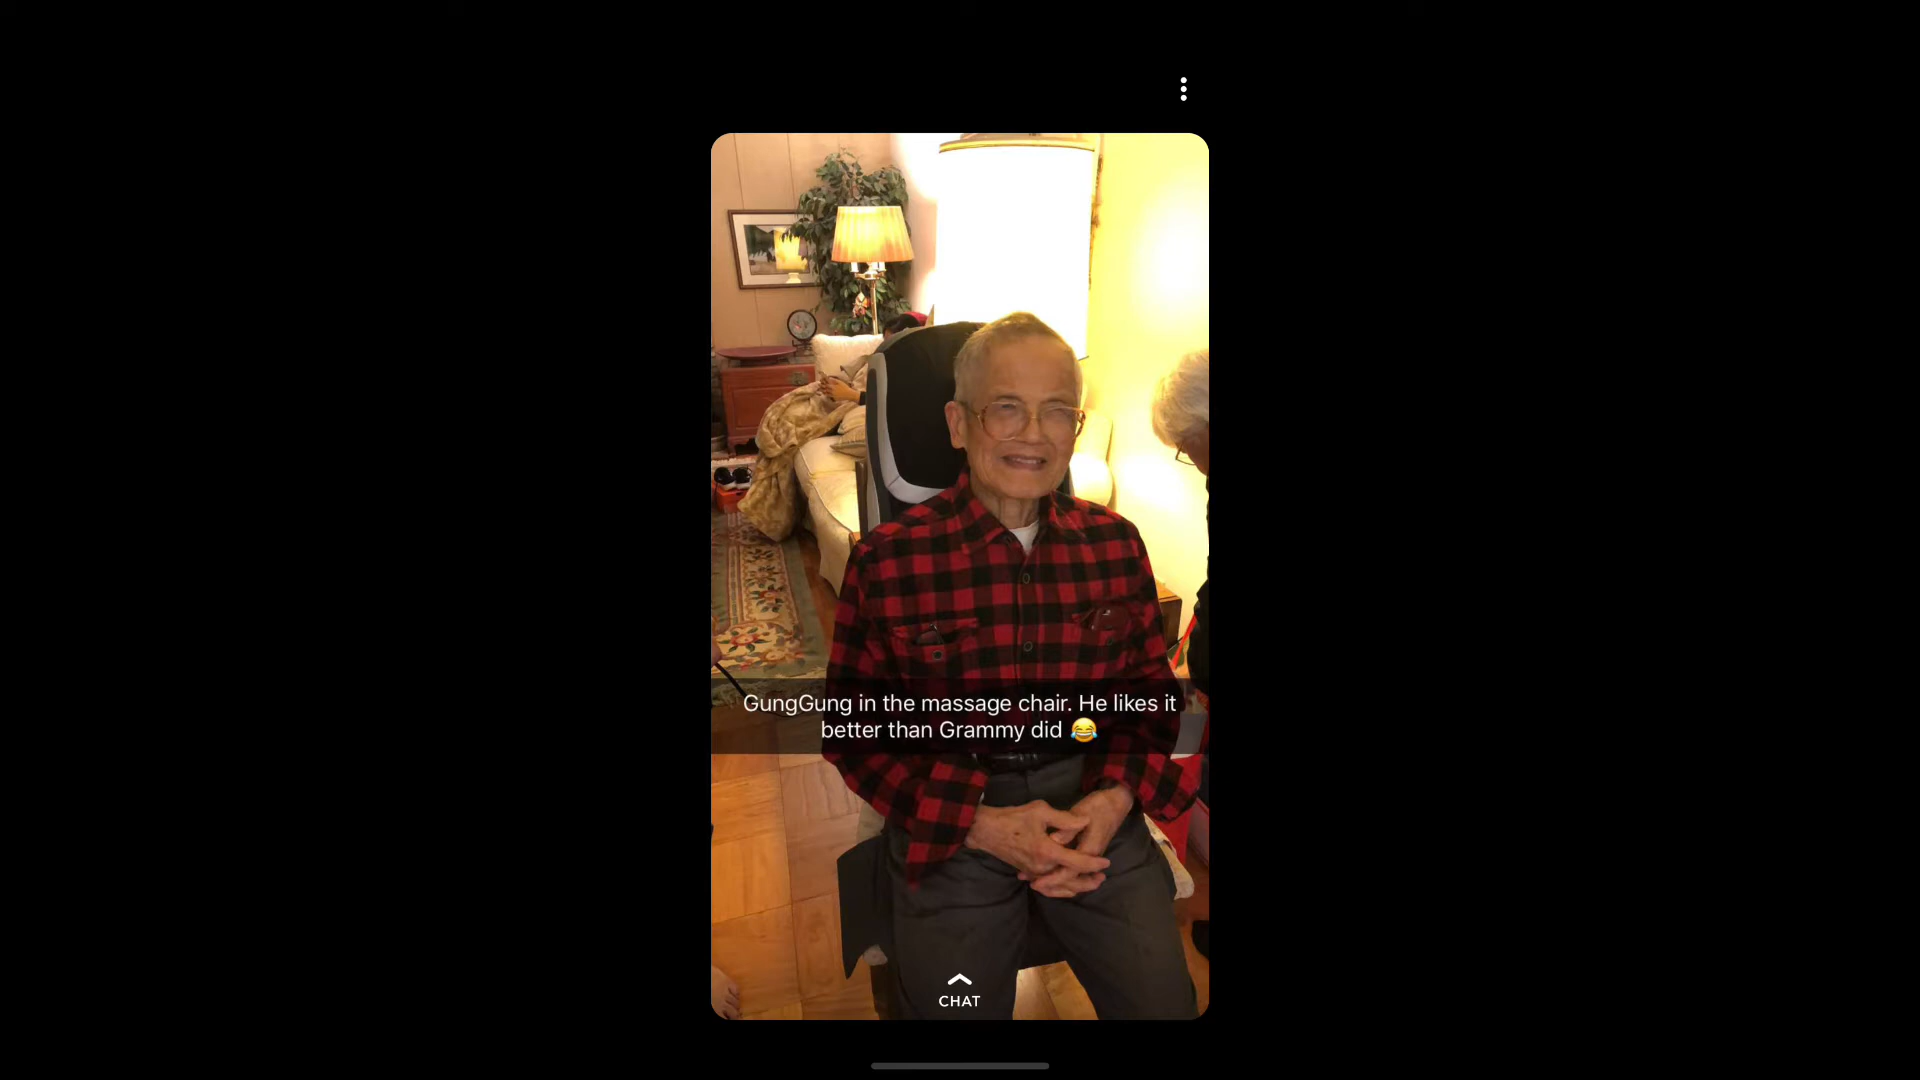 GungGung in the massage chair. He likes it
better than Grammy did 😂
CHAT